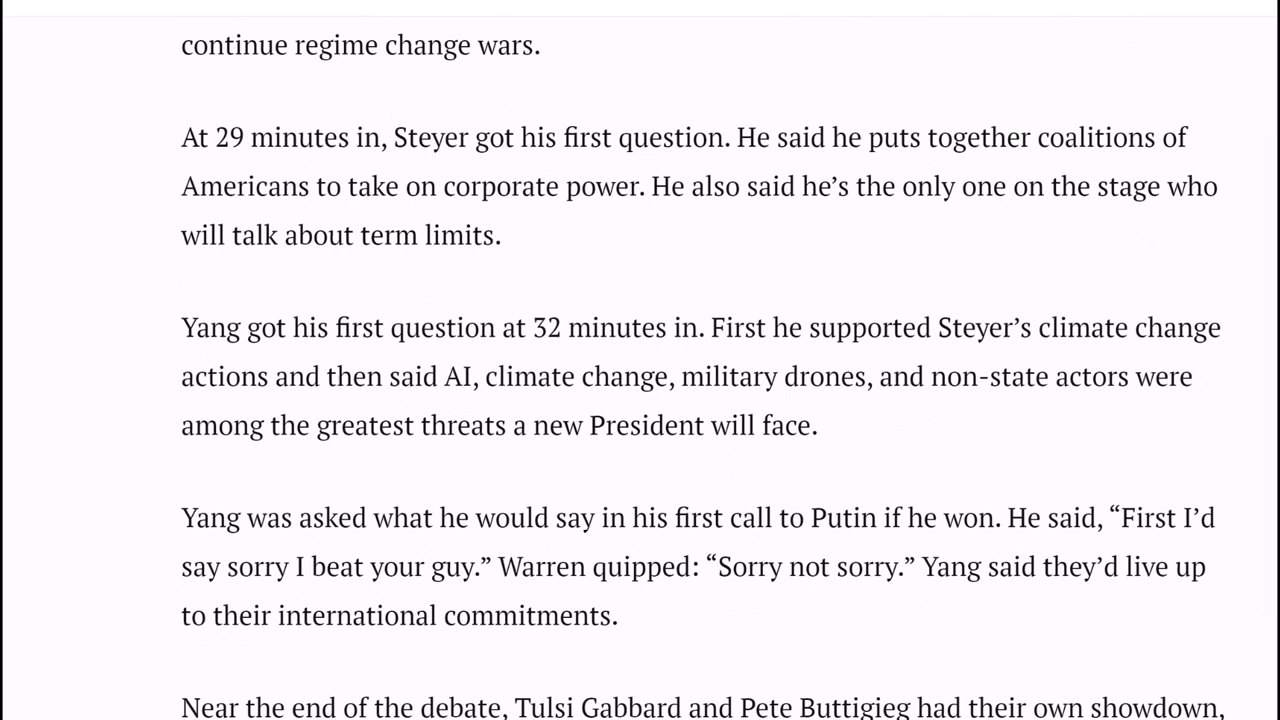 continue regime change wars.
At 29 minutes in, Steyer got his first question. He said he puts together coalitions of
Americans to take on corporate power. He also said he’s the only one on the stage who
will talk about term limits.
Yang got his first question at 32 minutes in. First he supported Steyer’s climate change
actions and then said AI, climate change, military drones, and non-state actors were
among the greatest threats a new President will face.
Yang was asked what he would say in his first call to Putin if he won. He said, “First I’d
say sorry I beat your guy.” Warren quipped: “Sorry not sorry.” Yang said they’d live up
to their international commitments.
Near the end of the debate, Tulsi Gabbard and Pete Buttigieg had their own showdown,